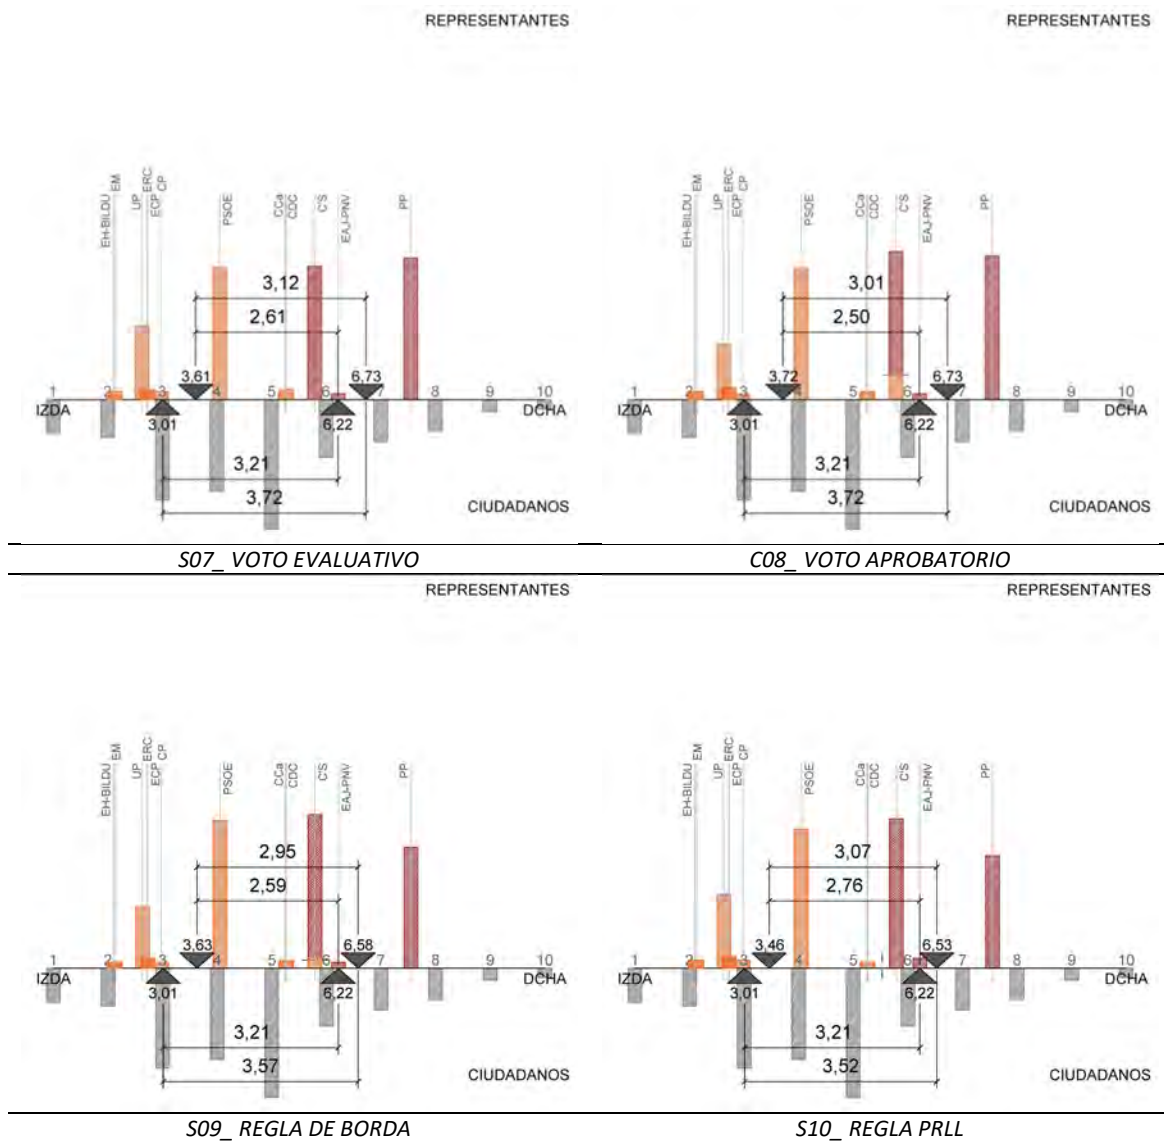 REPRESENTANTES
EH-BILDU
EM
UP
ERC
ECP
CP
PSOE
CCa
CDC
C'S
EAJ-PNV
PP
3,12
2,61
3,61
6,73
1 2 3 4 5 6 7 8 9 10
IZDA
DCHA
3,01
6,22
3,21
3,72
CIUDADANOS
S07_ VOTO EVALUATIVO
REPRESENTANTES
EH-BILDU
EM
UP
ERC
ECP
CP
PSOE
CCa
CDC
C'S
EAJ-PNV
PP
3,01
2,50
3,72
6,73
1 2 3 4 5 6 7 8 9 10
IZDA
DCHA
3,01
6,22
3,21
3,72
CIUDADANOS
C08_ VOTO APROBATORIO
REPRESENTANTES
EH-BILDU
EM
UP
ERC
ECP
CP
PSOE
CCa
CDC
C'S
EAJ-PNV
PP
2,95
2,59
3,63
6,58
1 2 3 4 5 6 7 8 9 10
IZDA
DCHA
3,01
6,22
3,21
3,57
CIUDADANOS
S09_ REGLA DE BORDA
REPRESENTANTES
EH-BILDU
EM
UP
ERC
ECP
CP
PSOE
CCa
CDC
C'S
EAJ-PNV
PP
3,07
2,76
3,46
6,53
1 2 3 4 5 6 7 8 9 10
IZDA
DCHA
3,01
6,22
3,21
3,52
CIUDADANOS
S10_ REGLA PRLL